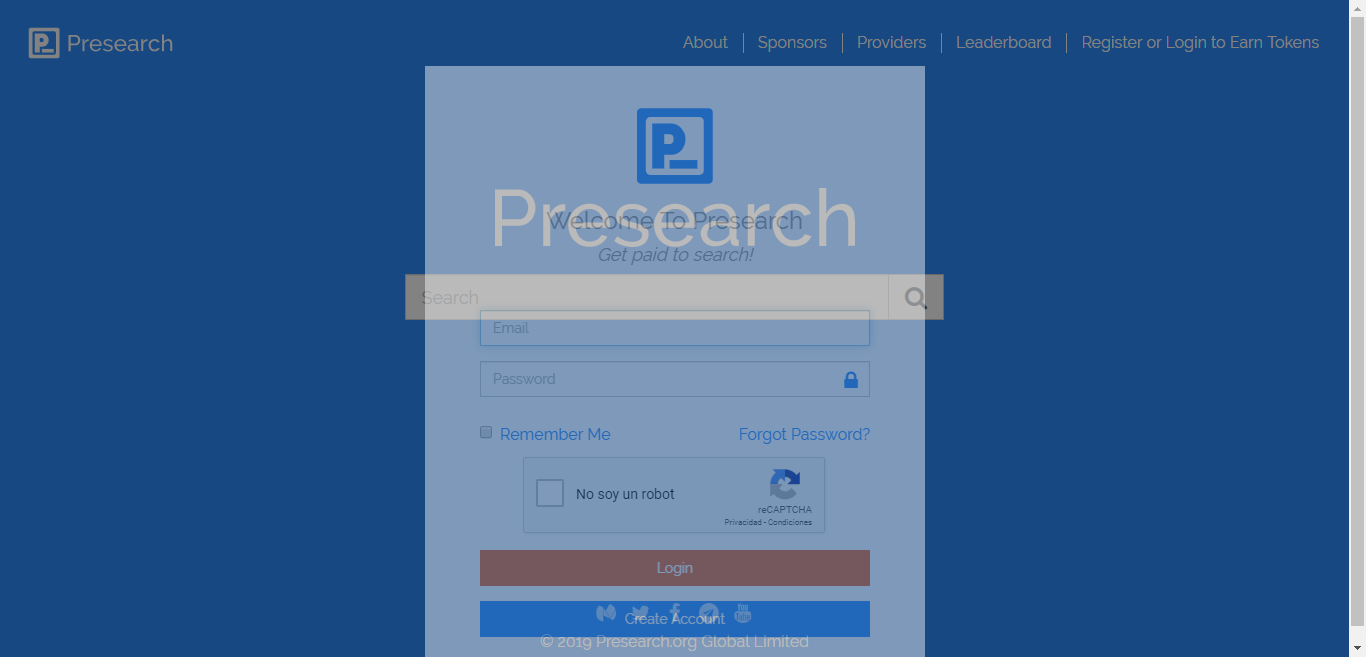 Presearch
About
Sponsors
Providers
Leaderboard
Register or Login to Earn Tokens
Presearch
Welcome To Presearch
Get paid to search!
Search
Email
Password
Remember Me
Forgot Password?
No soy un robot
reCAPTCHA
Privacidad - Condiciones
Login
Create Account
You Tube
© 2019 Presearch.org Global Limited